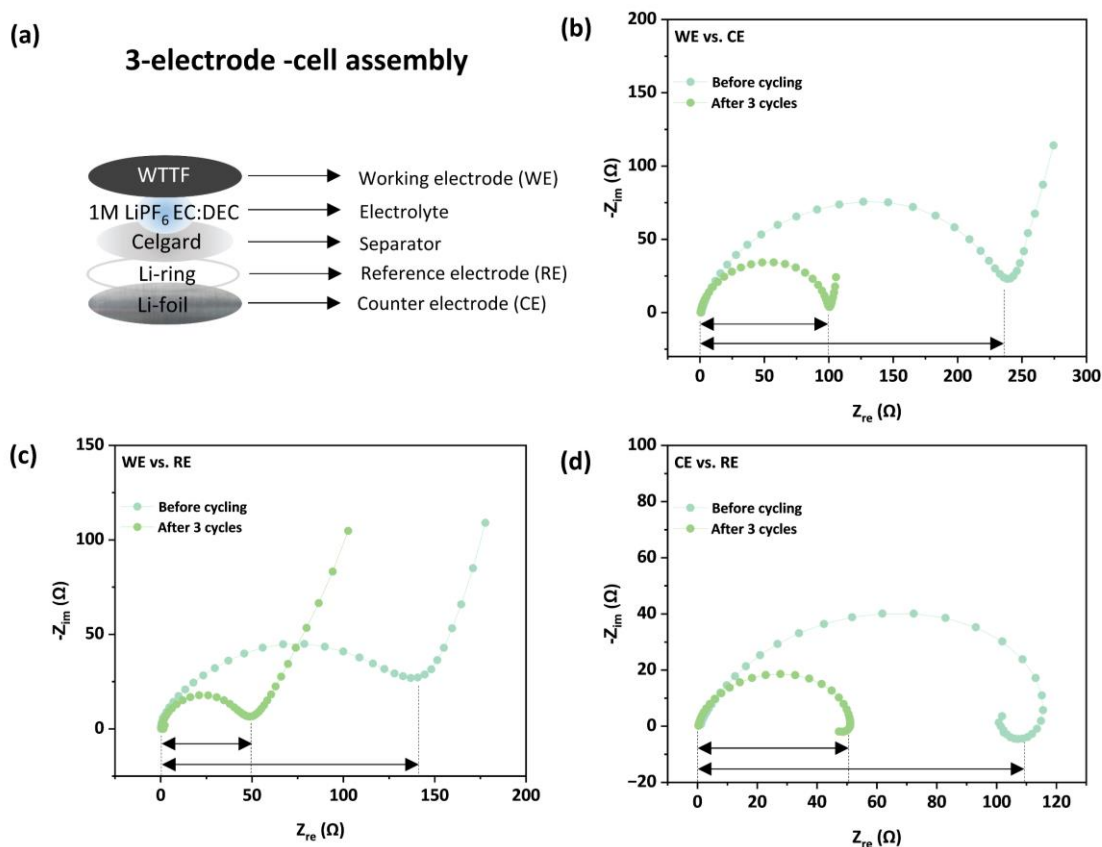 (a)
3-electrode -cell assembly
WTTF
Working electrode (WE)
1M LiPF₆ EC:DEC
Electrolyte
Celgard
Separator
Li-ring
Reference electrode (RE)
Li-foil
Counter electrode (CE)
(b)
WE vs. CE
Before cycling
After 3 cycles
200
150
100
50
0
-Zim (Ω)
0 50 100 150 200 250 300
Zre (Ω)
(c)
WE vs. RE
Before cycling
After 3 cycles
150
100
50
0
-Zim (Ω)
0 50 100 150 200
Zre (Ω)
(d)
CE vs. RE
Before cycling
After 3 cycles
100
80
60
40
20
0
−20
-Zim (Ω)
0 20 40 60 80 100 120
Zre (Ω)